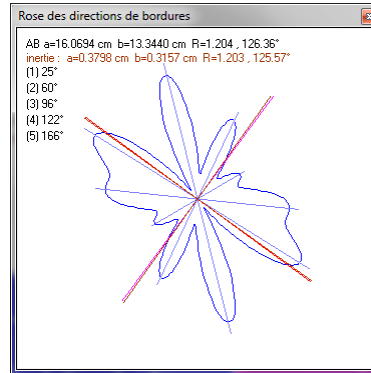 Rose des directions de bordures
AB a=16.0694 cm b=13.3440 cm R=1.204 , 126.36°
inertie : a=0.3798 cm b=0.3157 cm R=1.203 , 125.57°
(1) 25°
(2) 60°
(3) 96°
(4) 122°
(5) 166°